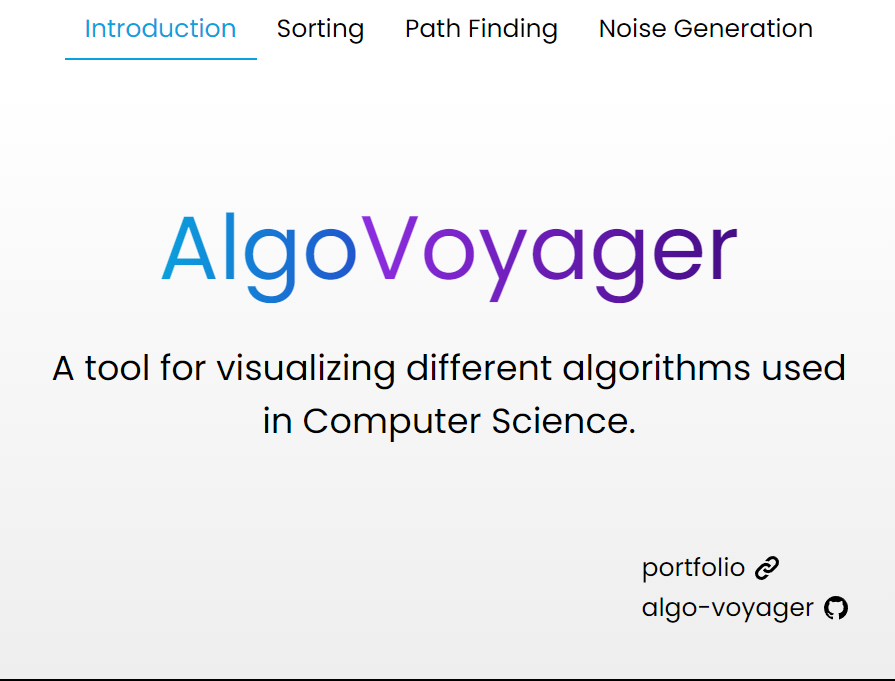 Introduction Sorting Path Finding Noise Generation
AlgoVoyager
A tool for visualizing different algorithms used
in Computer Science.
portfolio
algo-voyager